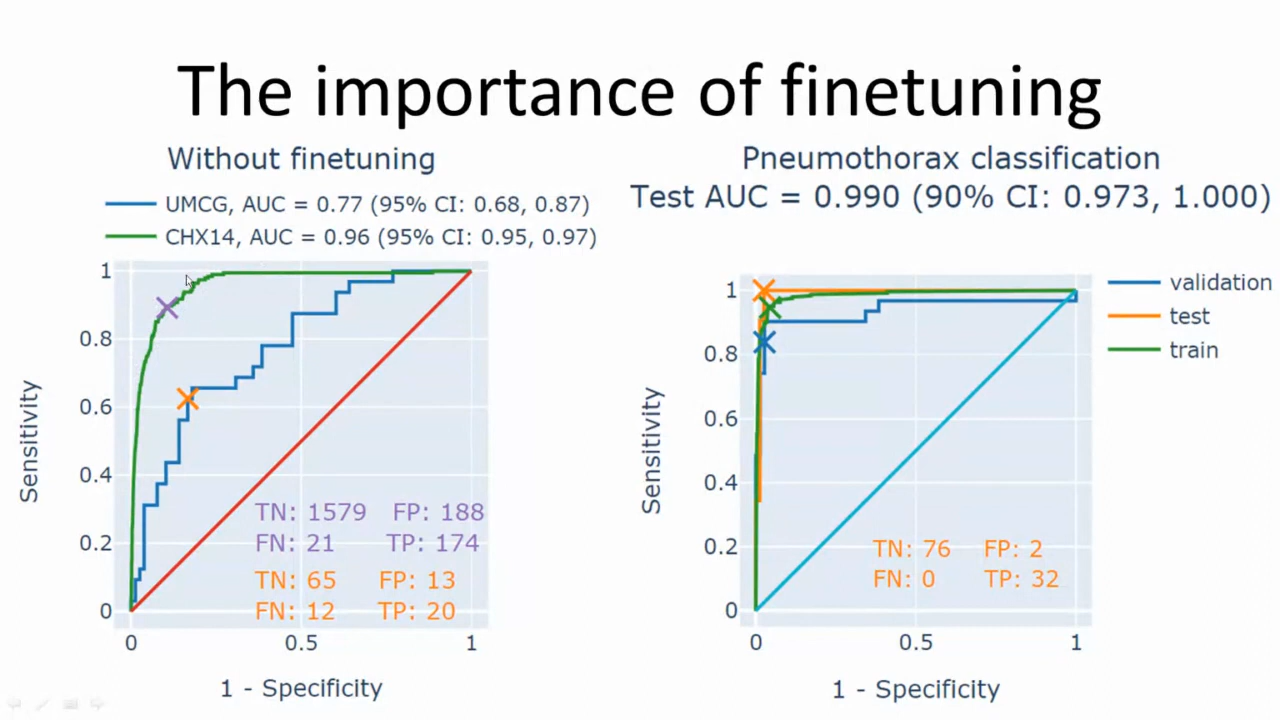 The importance of finetuning
Without finetuning
UMCG, AUC = 0.77 (95% CI: 0.68, 0.87)
CHX14, AUC = 0.96 (95% CI: 0.95, 0.97)
1
0.8
0.6
0.4
0.2
0
Sensitivity
TN: 1579 FP: 188
FN: 21 TP: 174
TN: 65 FP: 13
FN: 12 TP: 20
0 0.5 1
1 - Specificity
Pneumothorax classification
Test AUC = 0.990 (90% CI: 0.973, 1.000)
validation
test
train
1
0.8
0.6
0.4
0.2
0
Sensitivity
TN: 76 FP: 2
FN: 0 TP: 32
0 0.5 1
1 - Specificity